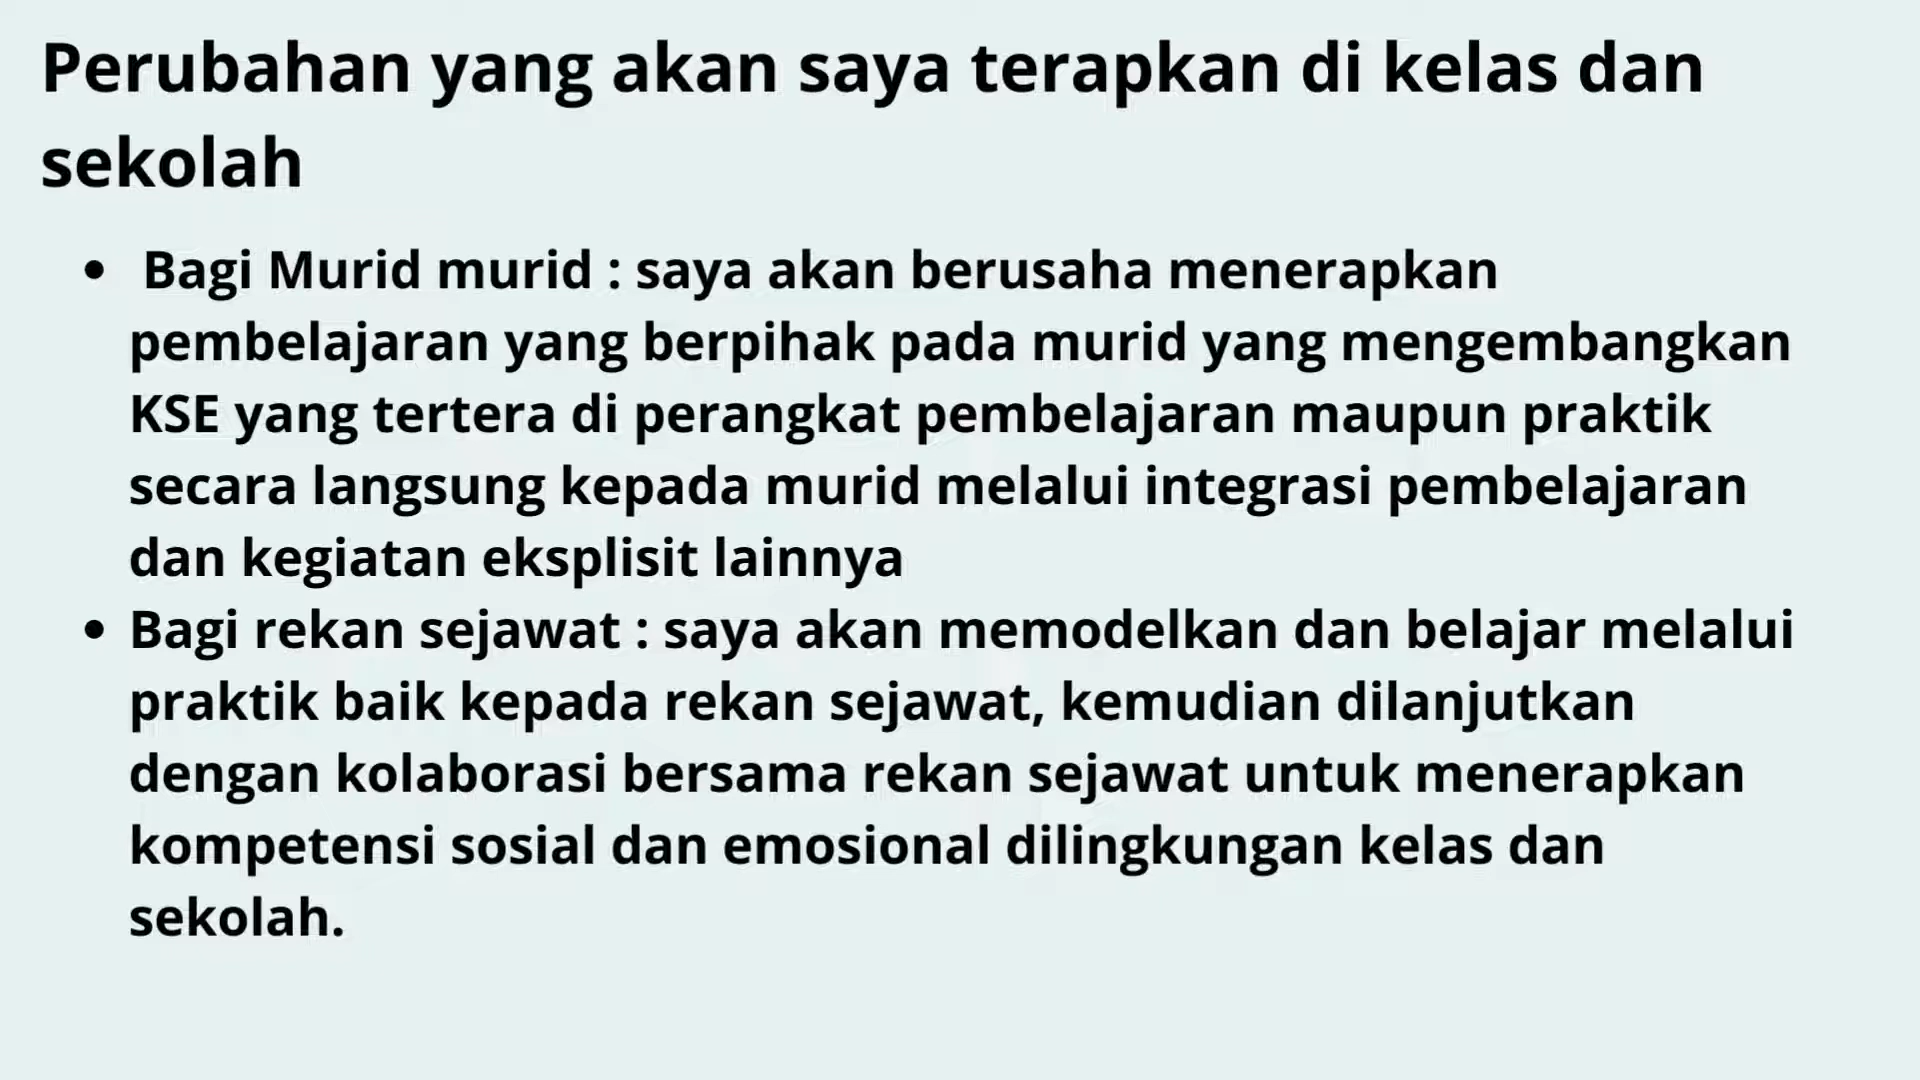 Perubahan yang akan saya terapkan di kelas dan
sekolah
• Bagi Murid murid : saya akan berusaha menerapkan
pembelajaran yang berpihak pada murid yang mengembangkan
KSE yang tertera di perangkat pembelajaran maupun praktik
secara langsung kepada murid melalui integrasi pembelajaran
dan kegiatan eksplisit lainnya
• Bagi rekan sejawat : saya akan memodelkan dan belajar melalui
praktik baik kepada rekan sejawat, kemudian dilanjutkan
dengan kolaborasi bersama rekan sejawat untuk menerapkan
kompetensi sosial dan emosional dilingkungan kelas dan
sekolah.